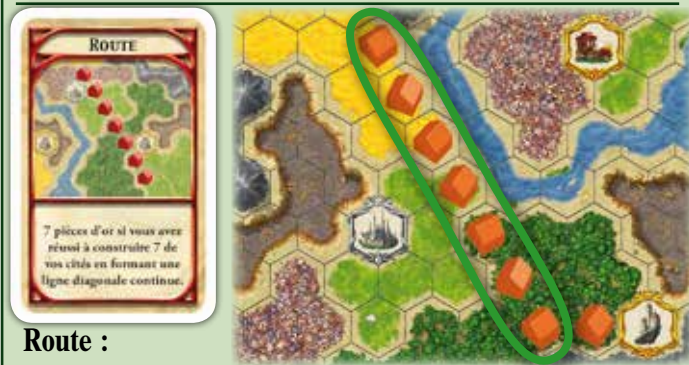 ROUTE
7 pièces d'or si vous avez
réussi à construire 7 de
vos cités en formant une
ligne diagonale continue.
Route :